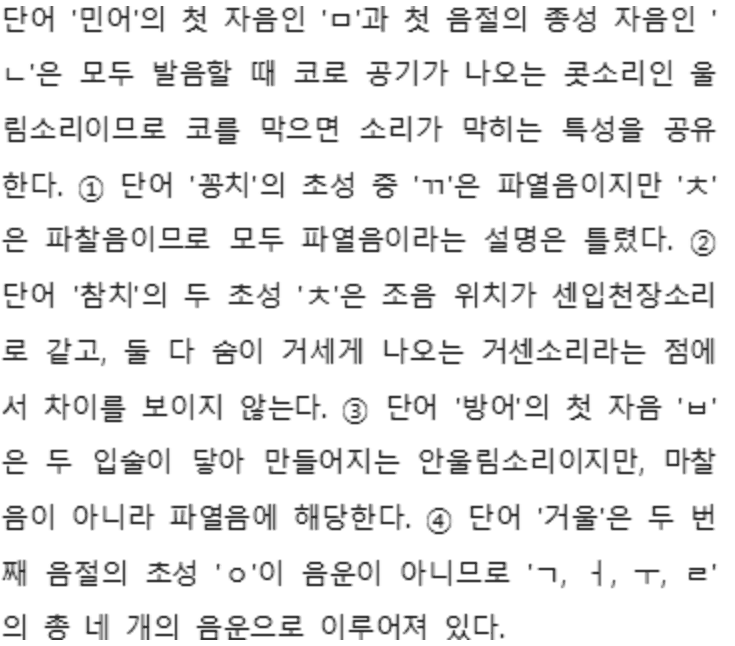 단어 '민어'의 첫 자음인 'ㅁ'과 첫 음절의 종성 자음인 '
ㄴ'은 모두 발음할 때 코로 공기가 나오는 콧소리인 울
림소리이므로 코를 막으면 소리가 막히는 특성을 공유
한다. ① 단어 '꽁치'의 초성 중 'ㄲ'은 파열음이지만 'ㅊ'
은 파찰음이므로 모두 파열음이라는 설명은 틀렸다. ②
단어 '참치'의 두 초성 'ㅊ'은 조음 위치가 센입천장소리
로 같고, 둘 다 숨이 거세게 나오는 거센소리라는 점에
서 차이를 보이지 않는다. ③ 단어 '방어'의 첫 자음 'ㅂ'
은 두 입술이 닿아 만들어지는 안울림소리이지만, 마찰
음이 아니라 파열음에 해당한다. ④ 단어 '거울'은 두 번
째 음절의 초성 'ㅇ'이 음운이 아니므로 'ㄱ, ㅓ, ㅜ, ㄹ'
의 총 네 개의 음운으로 이루어져 있다.